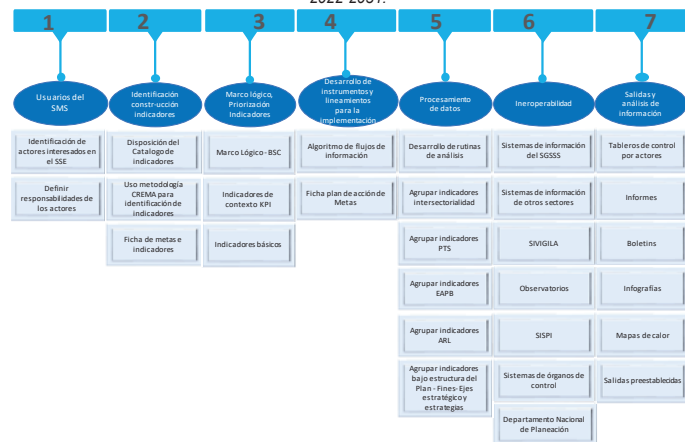 2022-2031.
1
2
3
4
5
6
7
Usuarios del
SMS
Identificación
constr-ucción
indicadores
Marco lógico,
Priorización
Indicadores
Desarrollo de
instrumentos y
lineamientos
para la
implementación
Procesamiento
de datos
Ineroperabilidad
Salidas y
análisis de
información
Identificación de
actores interesados en
el SSE
Definir
responsabilidades de
los actores
Disposición del
Catalogo de
indicadores
Uso metodología
CREMA para
identificación de
indicadores
Ficha de metas e
indicadores
Marco Lógico - BSC
Indicadores de
contexto KPI
Indicadores básicos
Algoritmo de flujos de
información
Ficha plan de acción de
Metas
Desarrollo de rutinas
de análisis
Agrupar indicadores
intersectorialidad
Agrupar indicadores
PTS
Agrupar indicadores
EAPB
Agrupar indicadores
ARL
Agrupar indicadores
bajo estructura del
Plan - Fines- Ejes
estratégico y
estrategias
Sistemas de información
del SGSSS
Sistemas de información
de otros sectores
SIVIGILA
Observatorios
SISPI
Sistemas de órganos de
control
Departamento Nacional
de Planeación
Tableros de control
por actores
Informes
Boletins
Infografías
Mapas de calor
Salidas preestablecidas